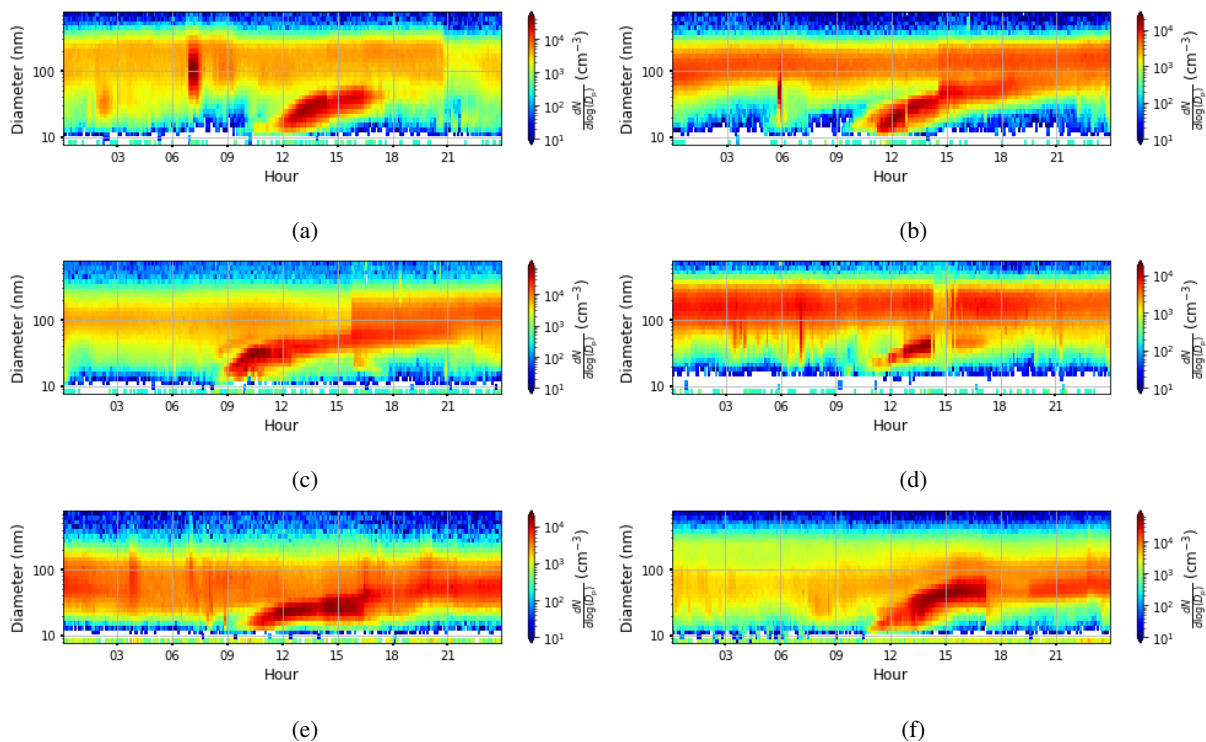 Diameter (nm)
100
10
03 06 09 12 15 18 21
Hour
10⁴
10³
10²
10¹
dN/dlog(Dₚ) (cm⁻³)
(a)
Diameter (nm)
100
10
03 06 09 12 15 18 21
Hour
10⁴
10³
10²
10¹
dN/dlog(Dₚ) (cm⁻³)
(b)
Diameter (nm)
100
10
03 06 09 12 15 18 21
Hour
10⁴
10³
10²
10¹
dN/dlog(Dₚ) (cm⁻³)
(c)
Diameter (nm)
100
10
03 06 09 12 15 18 21
Hour
10⁴
10³
10²
10¹
dN/dlog(Dₚ) (cm⁻³)
(d)
Diameter (nm)
100
10
03 06 09 12 15 18 21
Hour
10⁴
10³
10²
10¹
dN/dlog(Dₚ) (cm⁻³)
(e)
Diameter (nm)
100
10
03 06 09 12 15 18 21
Hour
10⁴
10³
10²
10¹
dN/dlog(Dₚ) (cm⁻³)
(f)